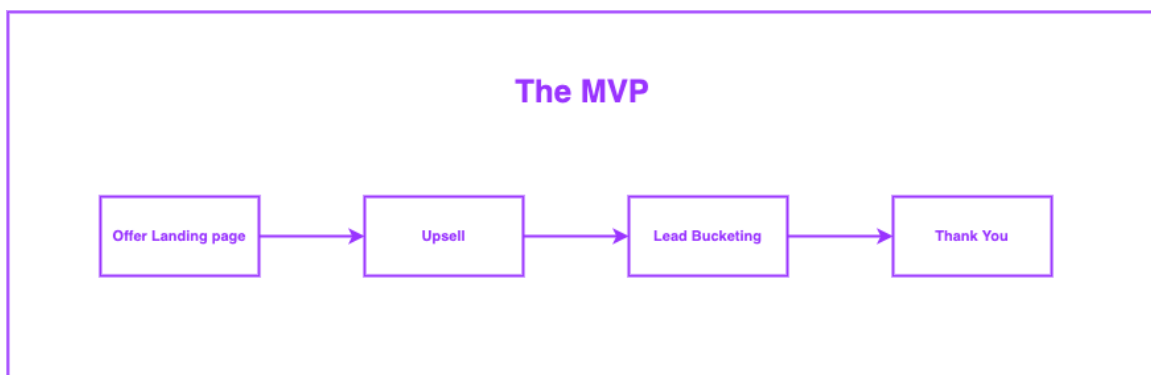 The MVP
Offer Landing page
Upsell
Lead Bucketing
Thank You